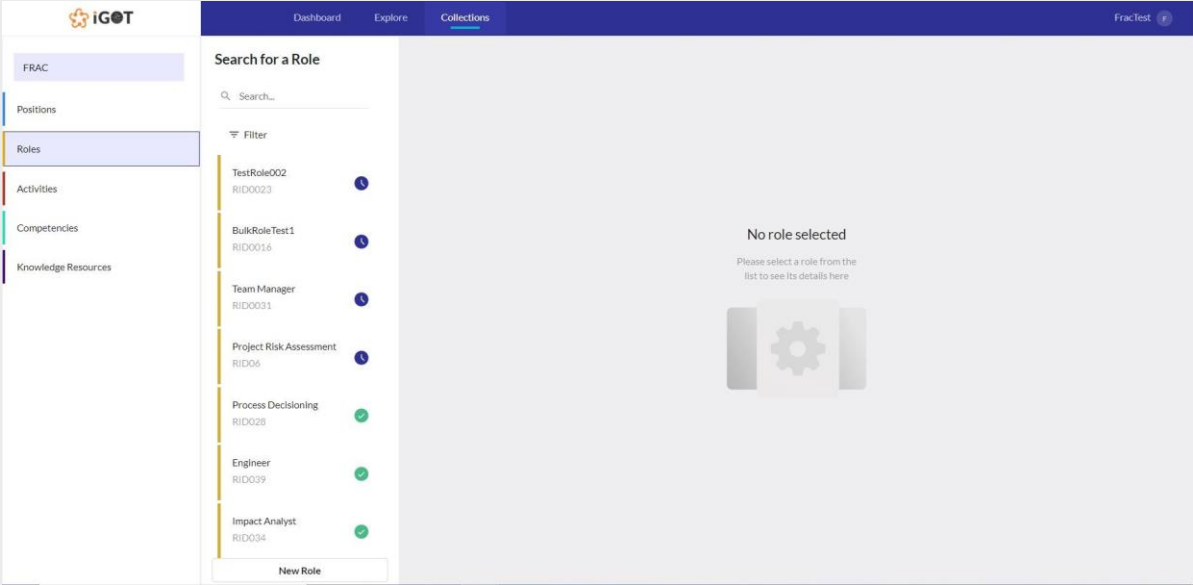 iGOT
Dashboard
Explore
Collections
FracTest
F
FRAC
Positions
Roles
Activities
Competencies
Knowledge Resources
Search for a Role
Search...
Filter
TestRole002
RID0023
BulkRoleTest1
RID0016
Team Manager
RID0031
Project Risk Assessment
RID06
Process Decisioning
RID028
Engineer
RID039
Impact Analyst
RID034
New Role
No role selected
Please select a role from the
list to see its details here